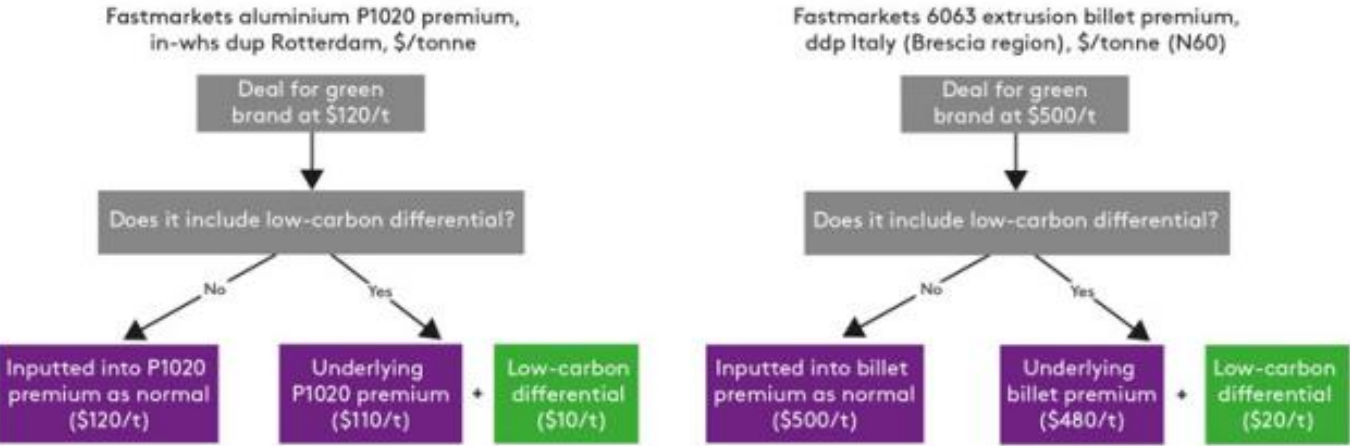 Fastmarkets aluminium P1020 premium,
in-whs dup Rotterdam, $/tonne
Deal for green
brand at $120/t
Does it include low-carbon differential?
No
Yes
Inputted into P1020
premium as normal
($120/t)
Underlying
P1020 premium
($110/t)
+
Low-carbon
differential
($10/t)
Fastmarkets 6063 extrusion billet premium,
ddp Italy (Brescia region), $/tonne (N60)
Deal for green
brand at $500/t
Does it include low-carbon differential?
No
Yes
Inputted into billet
premium as normal
($500/t)
Underlying
billet premium
($480/t)
+
Low-carbon
differential
($20/t)